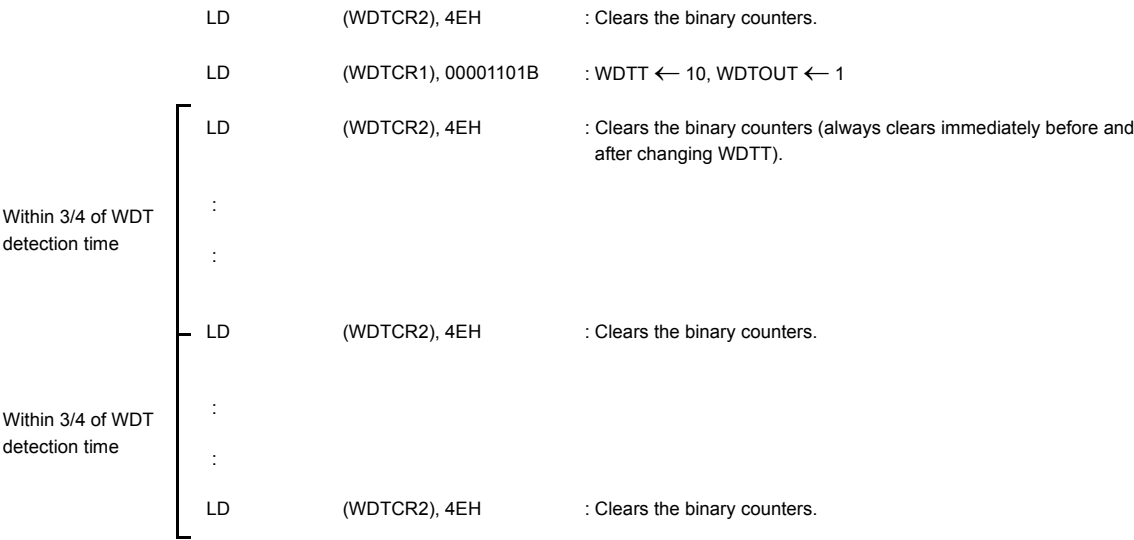 LD (WDTCR2), 4EH : Clears the binary counters.
LD (WDTCR1), 00001101B : WDTT ← 10, WDTOUT ← 1
LD (WDTCR2), 4EH : Clears the binary counters (always clears immediately before and
after changing WDTT).
Within 3/4 of WDT
detection time
:
:
LD (WDTCR2), 4EH : Clears the binary counters.
Within 3/4 of WDT
detection time
:
:
LD (WDTCR2), 4EH : Clears the binary counters.